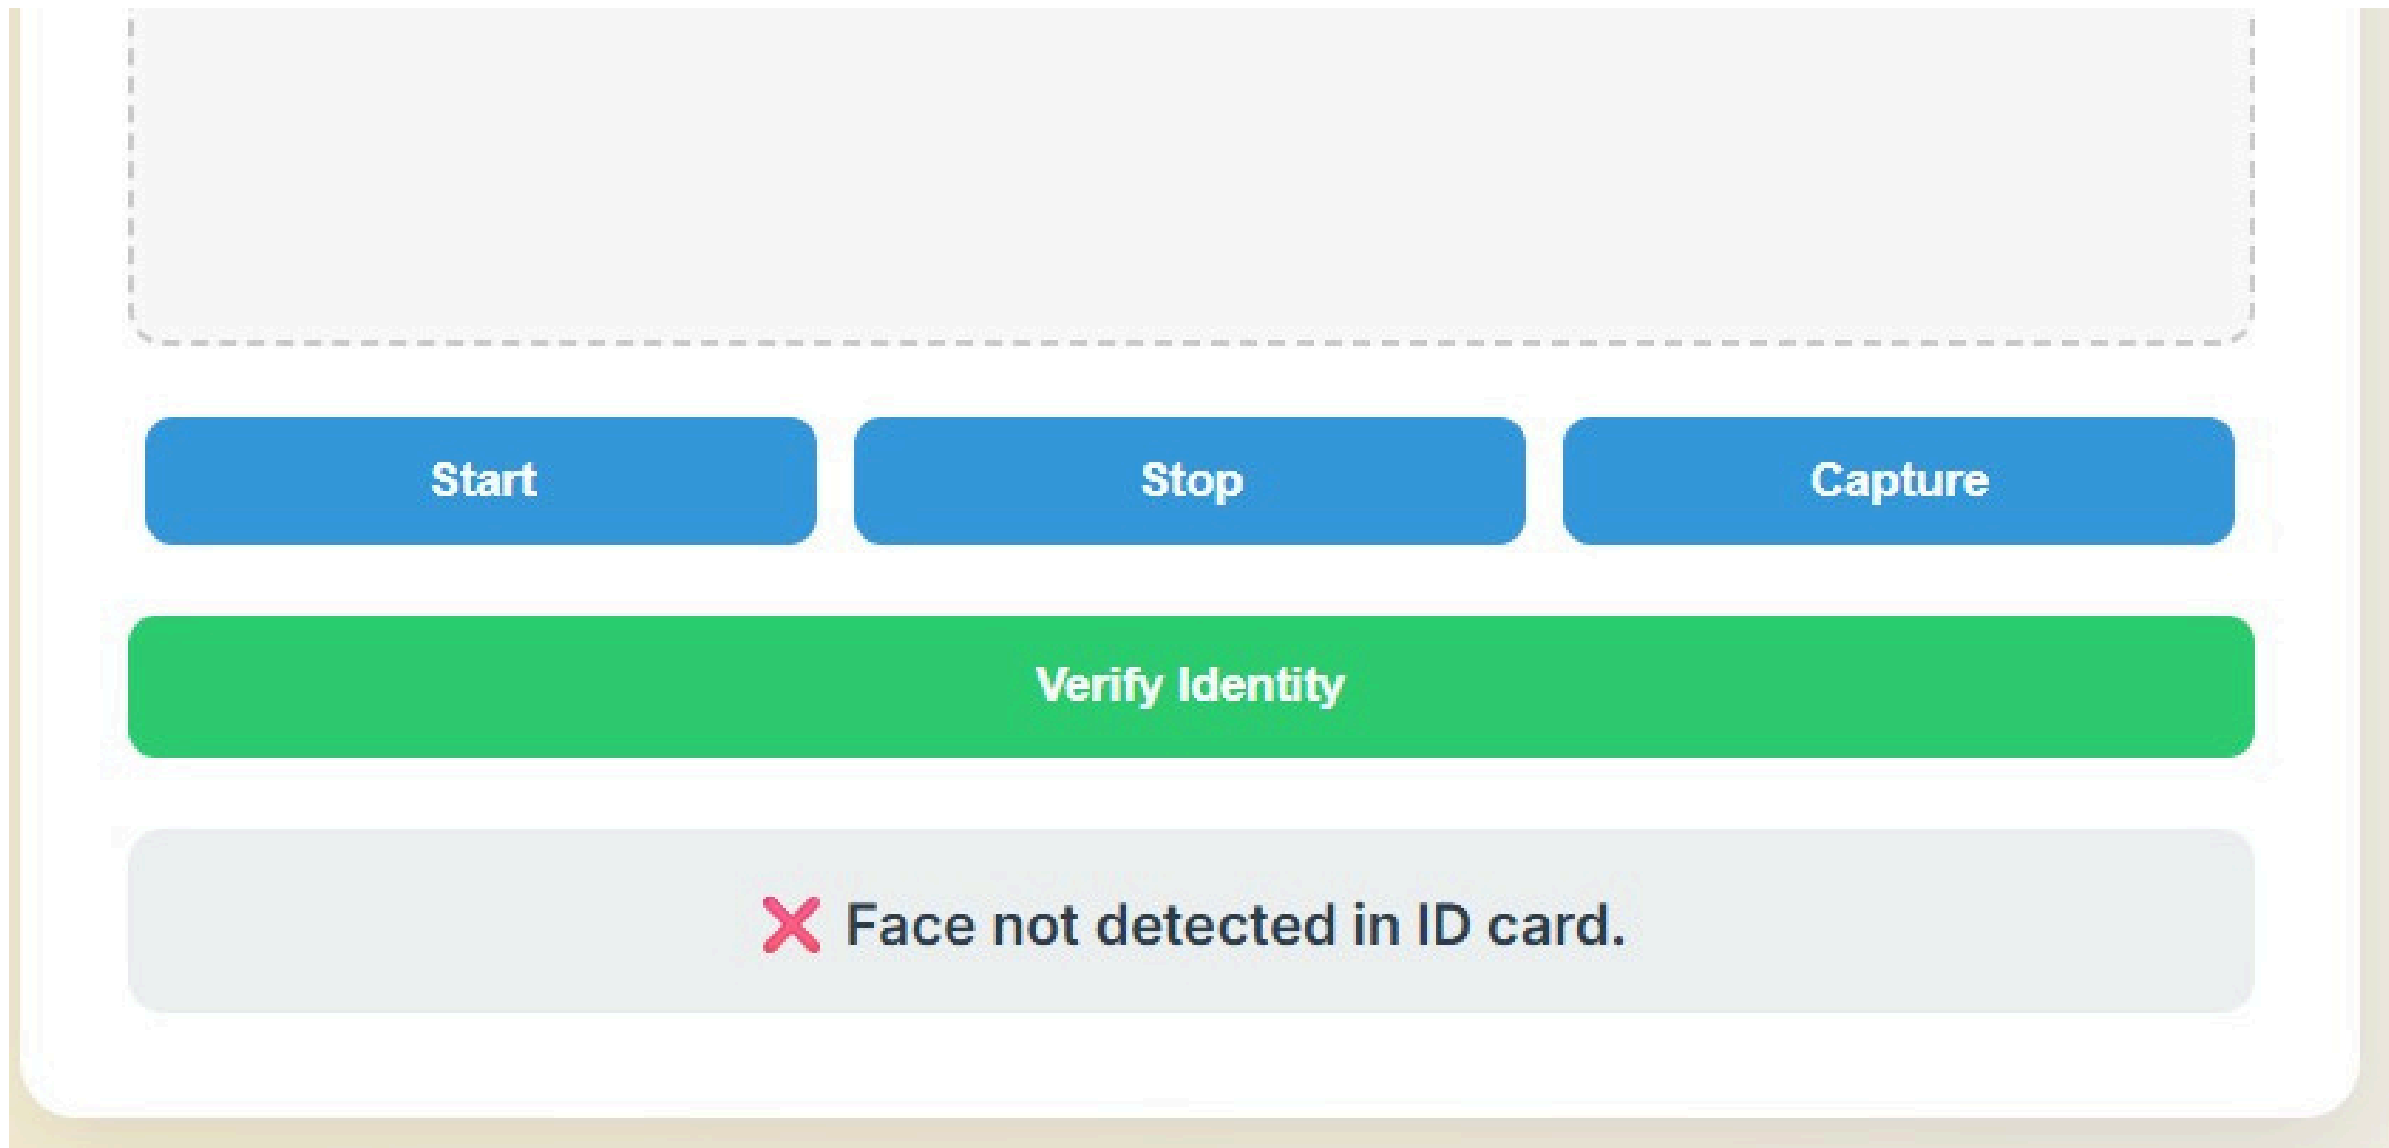 Start
Stop
Capture
Verify Identity
❌ Face not detected in ID card.